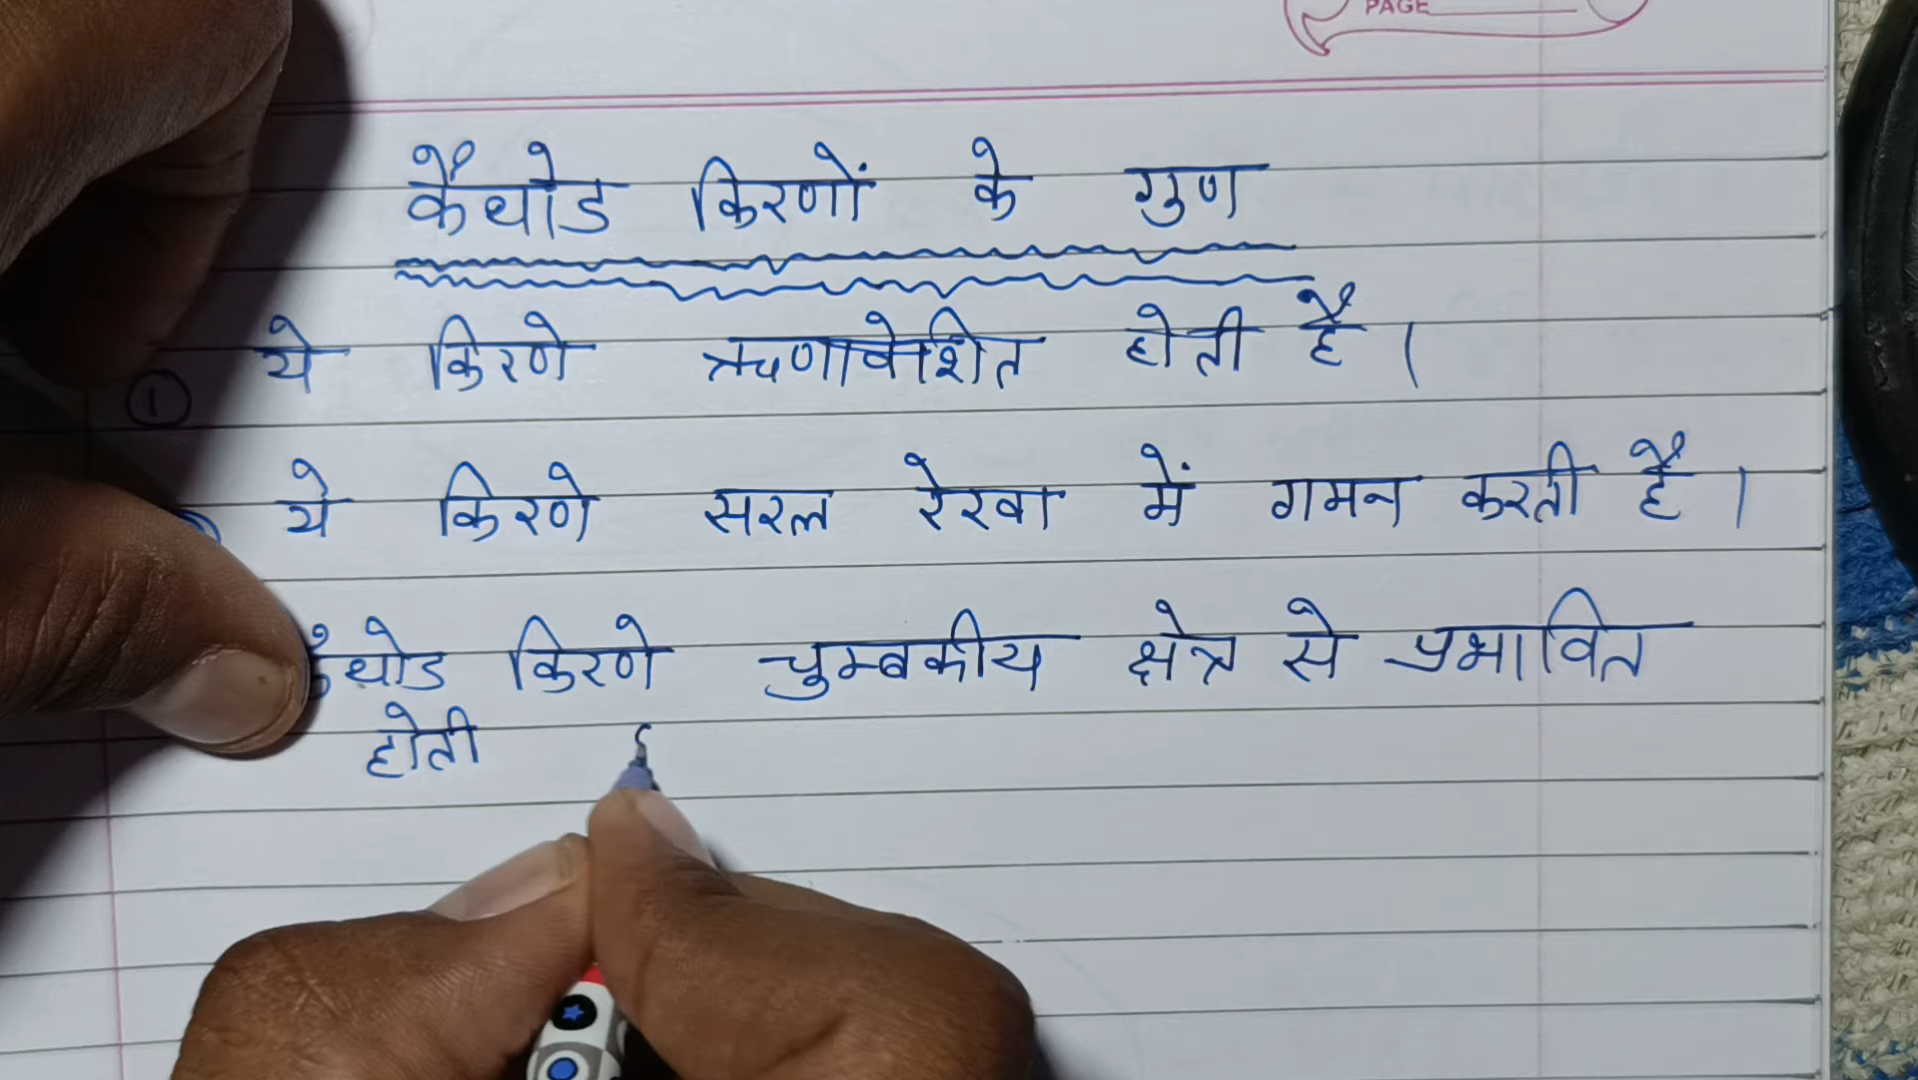 PAGE
कैथोड किरणों के गुण
① ये किरणे ऋणावेशित होती है।
ये किरणे सरल रेखा में गमन करती है।
कैथोड किरणे चुम्बकीय क्षेत्र से प्रभावित
होती